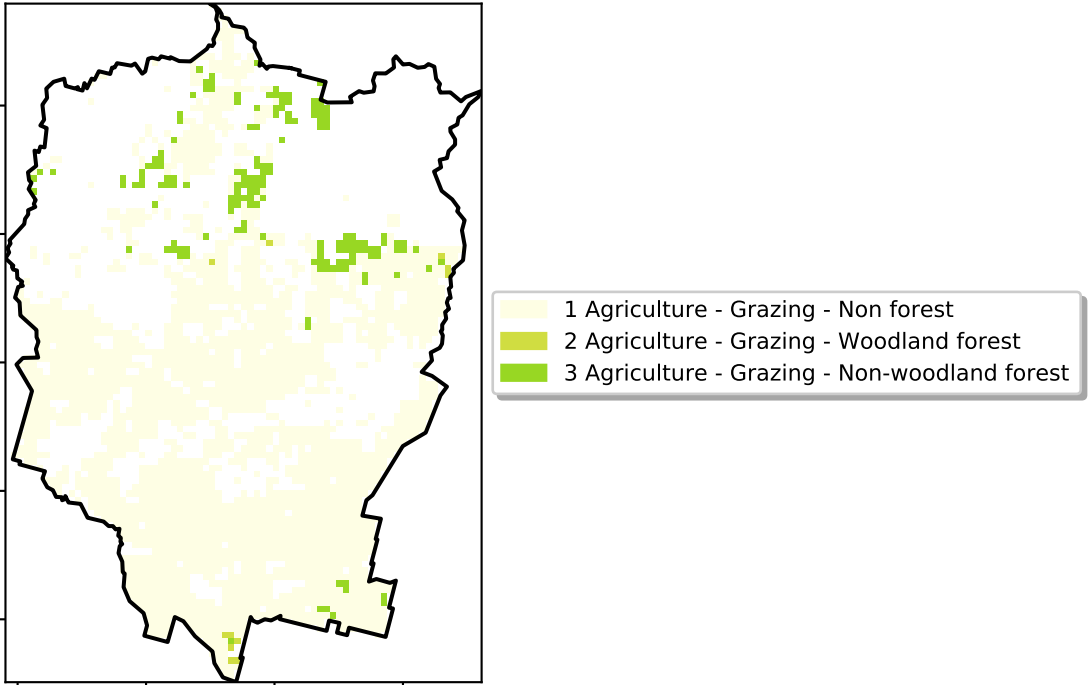 1 Agriculture - Grazing - Non forest
2 Agriculture - Grazing - Woodland forest
3 Agriculture - Grazing - Non-woodland forest